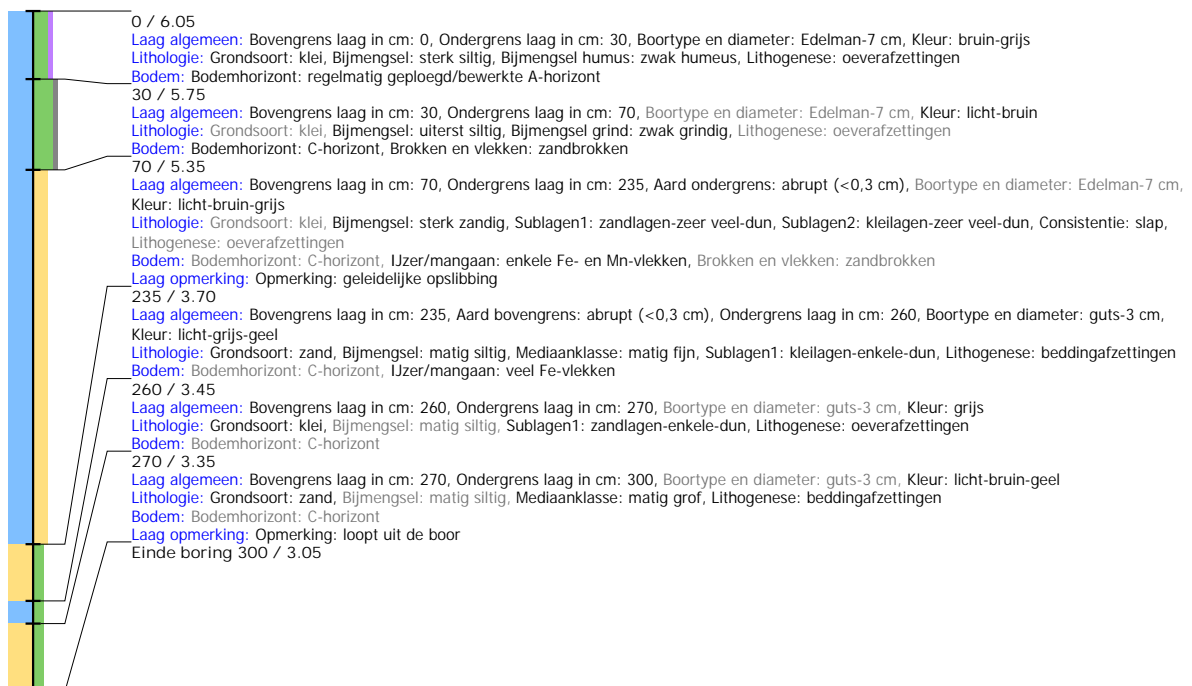 0 / 6.05
Laag algemeen: Bovengrens laag in cm: 0, Ondergrens laag in cm: 30, Boortype en diameter: Edelman-7 cm, Kleur: bruin-grijs
Lithologie: Grondsoort: klei, Bijmengsel: sterk siltig, Bijmengsel humus: zwak humeus, Lithogenese: oeverafzettingen
Bodem: Bodemhorizont: regelmatig geploegd/bewerkte A-horizont
30 / 5.75
Laag algemeen: Bovengrens laag in cm: 30, Ondergrens laag in cm: 70, Boortype en diameter: Edelman-7 cm, Kleur: licht-bruin
Lithologie: Grondsoort: klei, Bijmengsel: uiterst siltig, Bijmengsel grind: zwak grindig, Lithogenese: oeverafzettingen
Bodem: Bodemhorizont: C-horizont, Brokken en vlekken: zandbrokken
70 / 5.35
Laag algemeen: Bovengrens laag in cm: 70, Ondergrens laag in cm: 235, Aard ondergrens: abrupt (<0,3 cm), Boortype en diameter: Edelman-7 cm,
Kleur: licht-bruin-grijs
Lithologie: Grondsoort: klei, Bijmengsel: sterk zandig, Sublagen1: zandlagen-zeer veel-dun, Sublagen2: kleilagen-zeer veel-dun, Consistentie: slap,
Lithogenese: oeverafzettingen
Bodem: Bodemhorizont: C-horizont, IJzer/mangaan: enkele Fe- en Mn-vlekken, Brokken en vlekken: zandbrokken
Laag opmerking: Opmerking: geleidelijke opslibbing
235 / 3.70
Laag algemeen: Bovengrens laag in cm: 235, Aard bovengrens: abrupt (<0,3 cm), Ondergrens laag in cm: 260, Boortype en diameter: guts-3 cm,
Kleur: licht-grijs-geel
Lithologie: Grondsoort: zand, Bijmengsel: matig siltig, Mediaanklasse: matig fijn, Sublagen1: kleilagen-enkele-dun, Lithogenese: beddingafzettingen
Bodem: Bodemhorizont: C-horizont, IJzer/mangaan: veel Fe-vlekken
260 / 3.45
Laag algemeen: Bovengrens laag in cm: 260, Ondergrens laag in cm: 270, Boortype en diameter: guts-3 cm, Kleur: grijs
Lithologie: Grondsoort: klei, Bijmengsel: matig siltig, Sublagen1: zandlagen-enkele-dun, Lithogenese: oeverafzettingen
Bodem: Bodemhorizont: C-horizont
270 / 3.35
Laag algemeen: Bovengrens laag in cm: 270, Ondergrens laag in cm: 300, Boortype en diameter: guts-3 cm, Kleur: licht-bruin-geel
Lithologie: Grondsoort: zand, Bijmengsel: matig siltig, Mediaanklasse: matig grof, Lithogenese: beddingafzettingen
Bodem: Bodemhorizont: C-horizont
Laag opmerking: Opmerking: loopt uit de boor
Einde boring 300 / 3.05